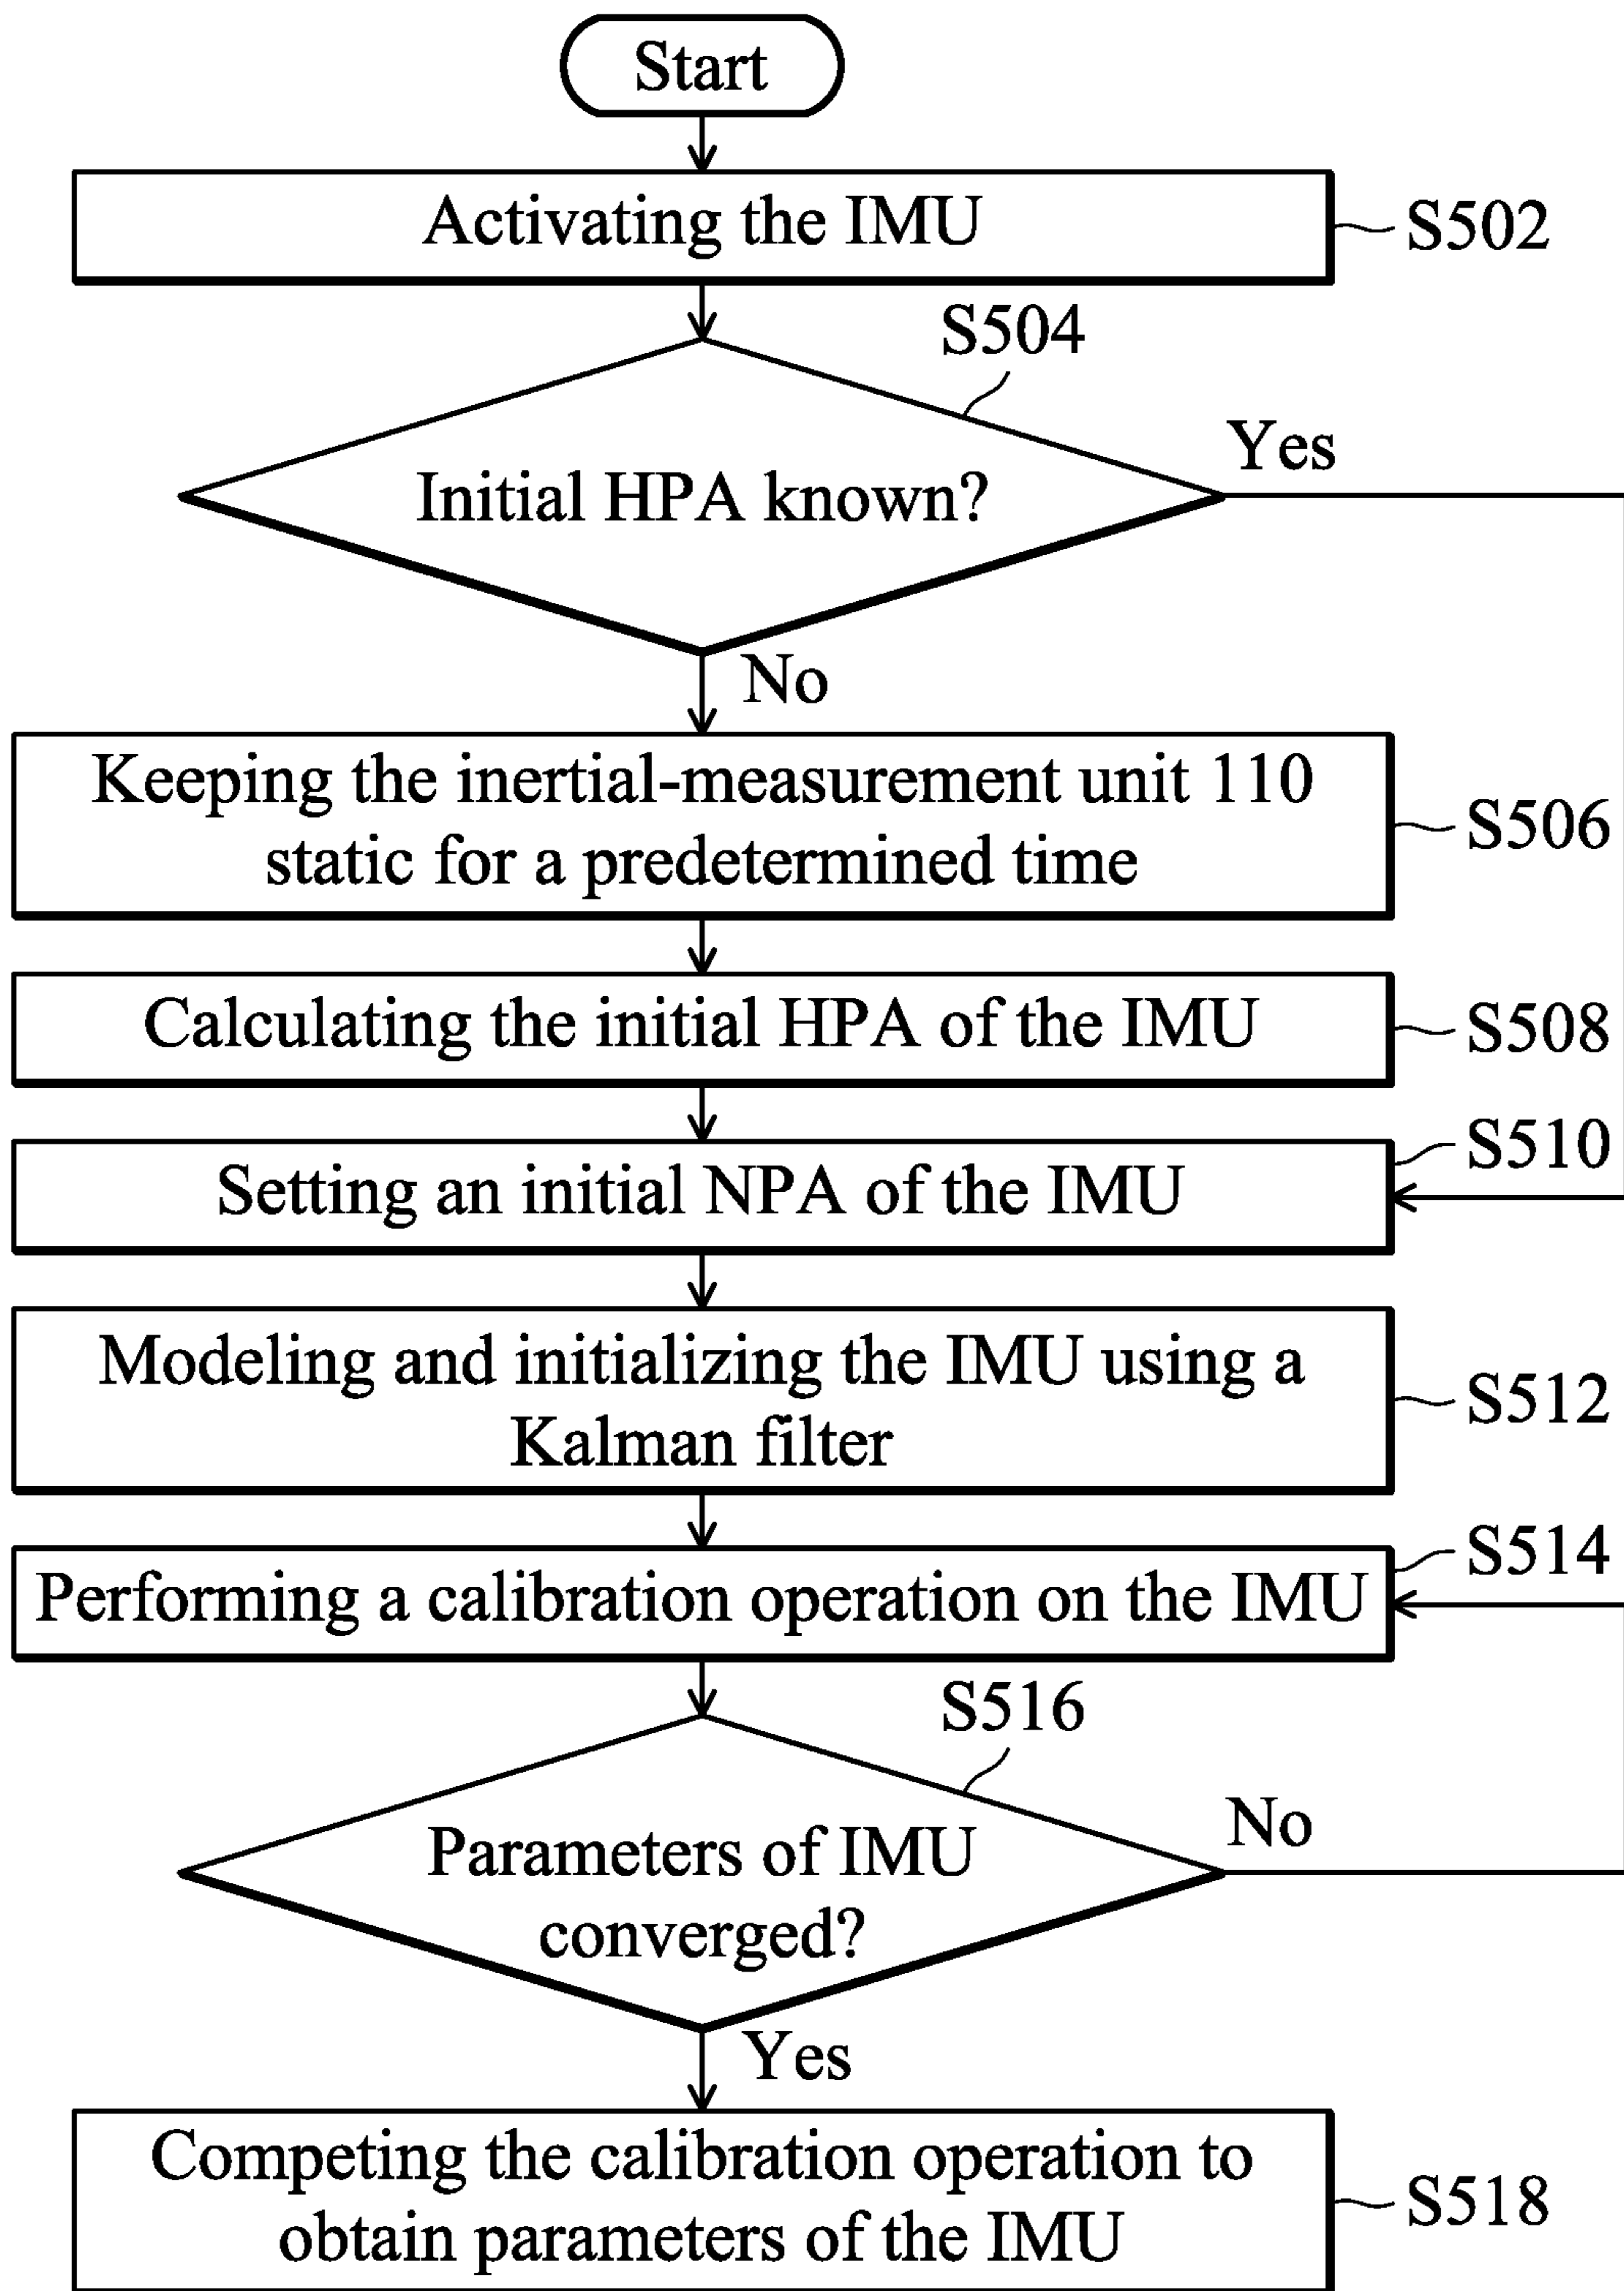 Start
Activating the IMU
S502
S504
Initial HPA known?
Yes
No
Keeping the inertial-measurement unit 110
static for a predetermined time
S506
Calculating the initial HPA of the IMU
S508
Setting an initial NPA of the IMU
S510
Modeling and initializing the IMU using a
Kalman filter
S512
Performing a calibration operation on the IMU
S514
S516
Parameters of IMU
converged?
No
Yes
Competing the calibration operation to
obtain parameters of the IMU
S518